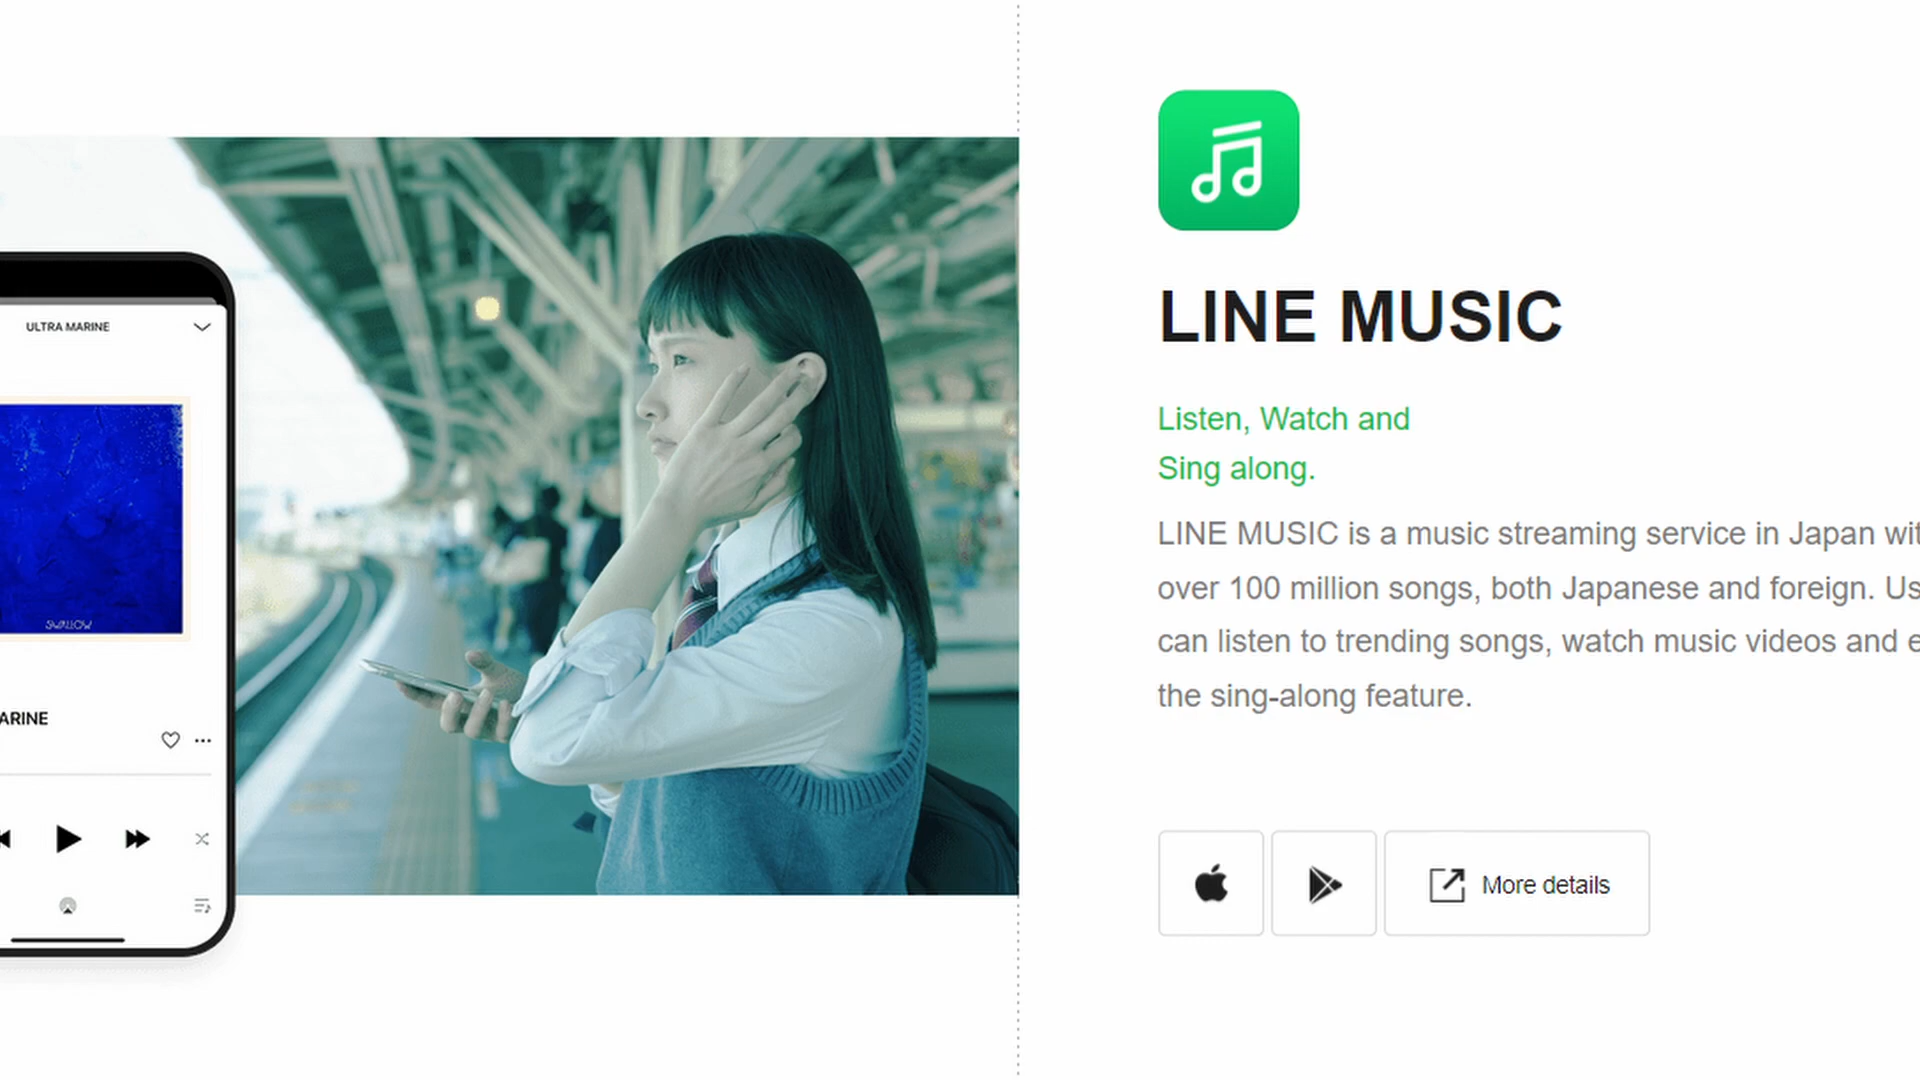 ULTRA MARINE
SWALLOW
ARINE
LINE MUSIC
Listen, Watch and
Sing along.
LINE MUSIC is a music streaming service in Japan wit
over 100 million songs, both Japanese and foreign. Us
can listen to trending songs, watch music videos and e
the sing-along feature.
More details